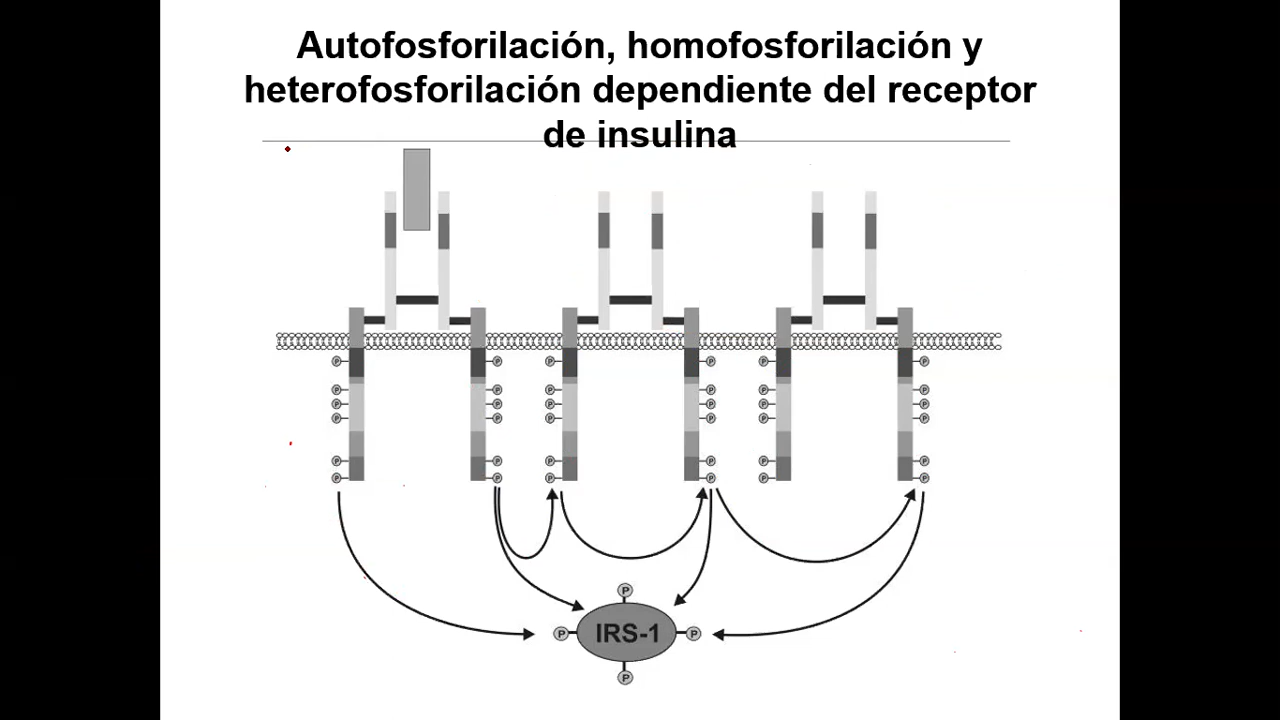 Autofosforilación, homofosforilación y
heterofosforilación dependiente del receptor
de insulina
P P P P P P
P P P P P P
P P P P P P
P P P P P P
P P P P P P
P P P P P P
P
P IRS-1 P
P